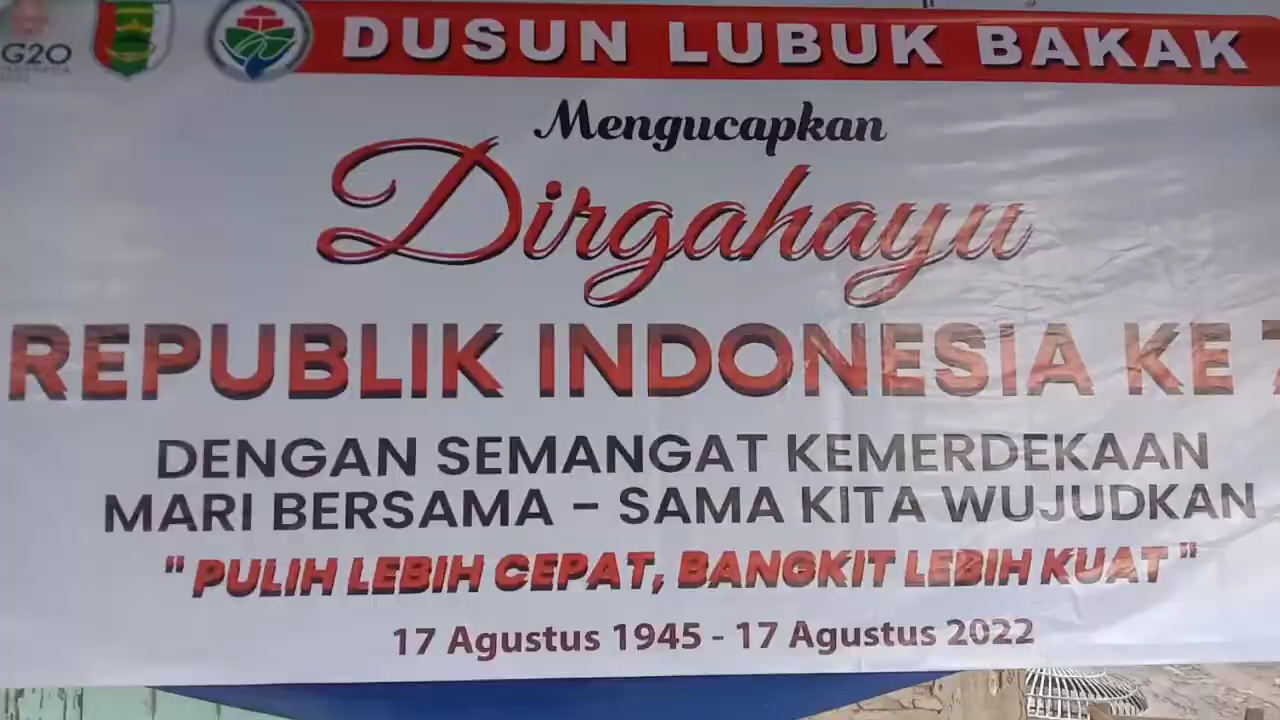 G20
DUSUN LUBUK BAKAK
Mengucapkan
Dirgahayu
REPUBLIK INDONESIA KE 7
DENGAN SEMANGAT KEMERDEKAAN
MARI BERSAMA - SAMA KITA WUJUDKAN
" PULIH LEBIH CEPAT, BANGKIT LEBIH KUAT "
17 Agustus 1945 - 17 Agustus 2022